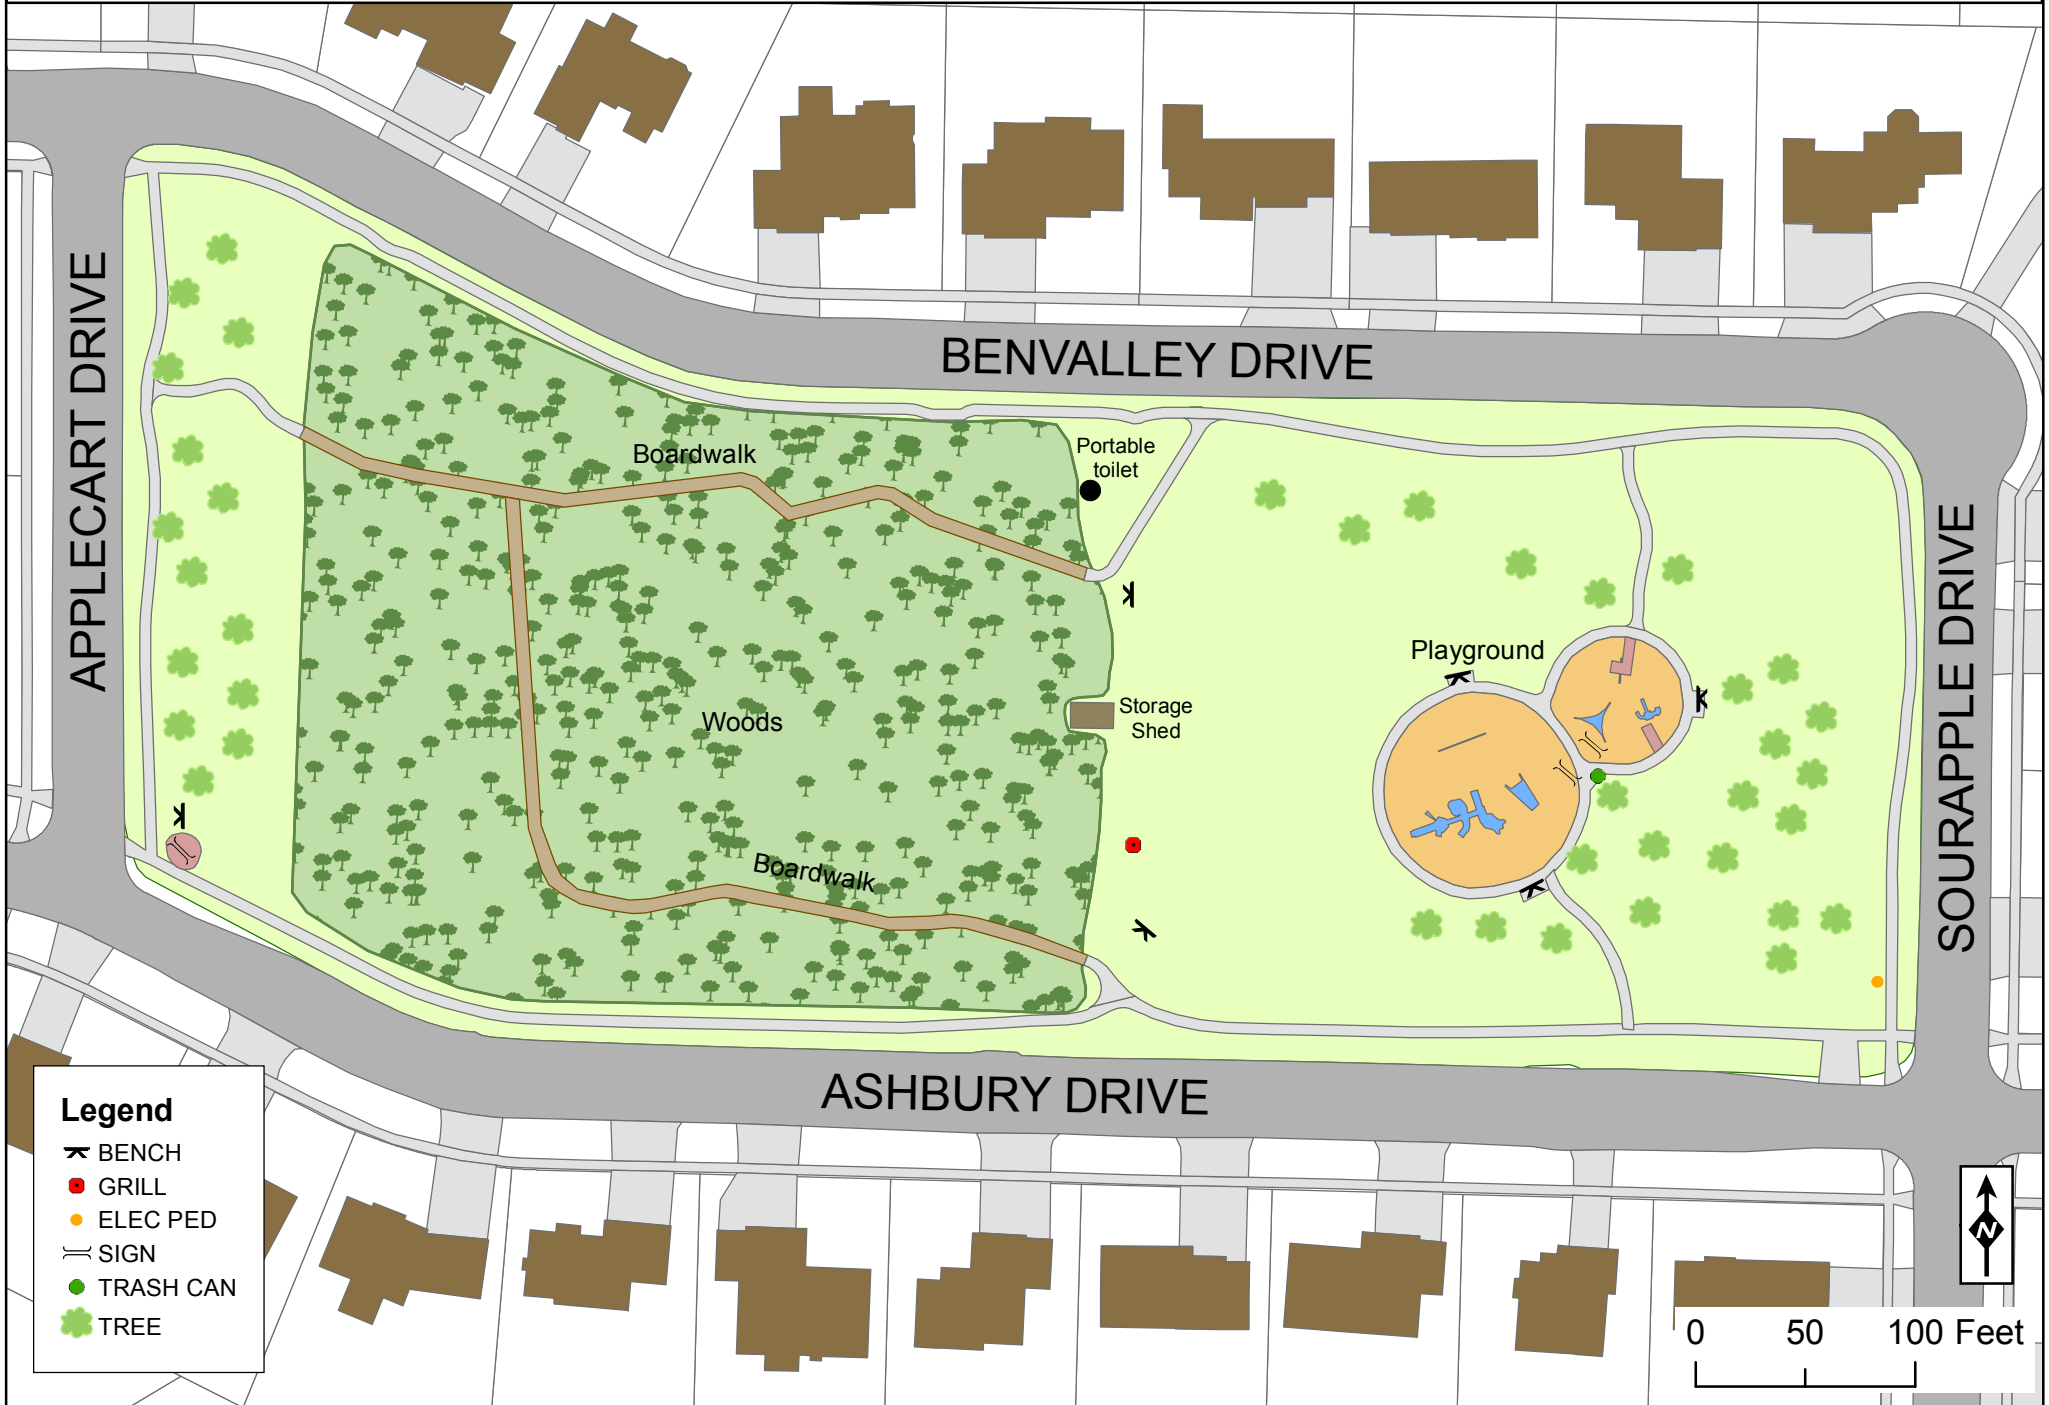 BENVALLEY DRIVE
APPLECART DRIVE
Boardwalk
Portable
toilet
SOURAPPLE DRIVE
Playground
Storage
Shed
Woods
Boardwalk
ASHBURY DRIVE
Legend
BENCH
GRILL
ELEC PED
SIGN
TRASH CAN
TREE
N
0 50 100 Feet